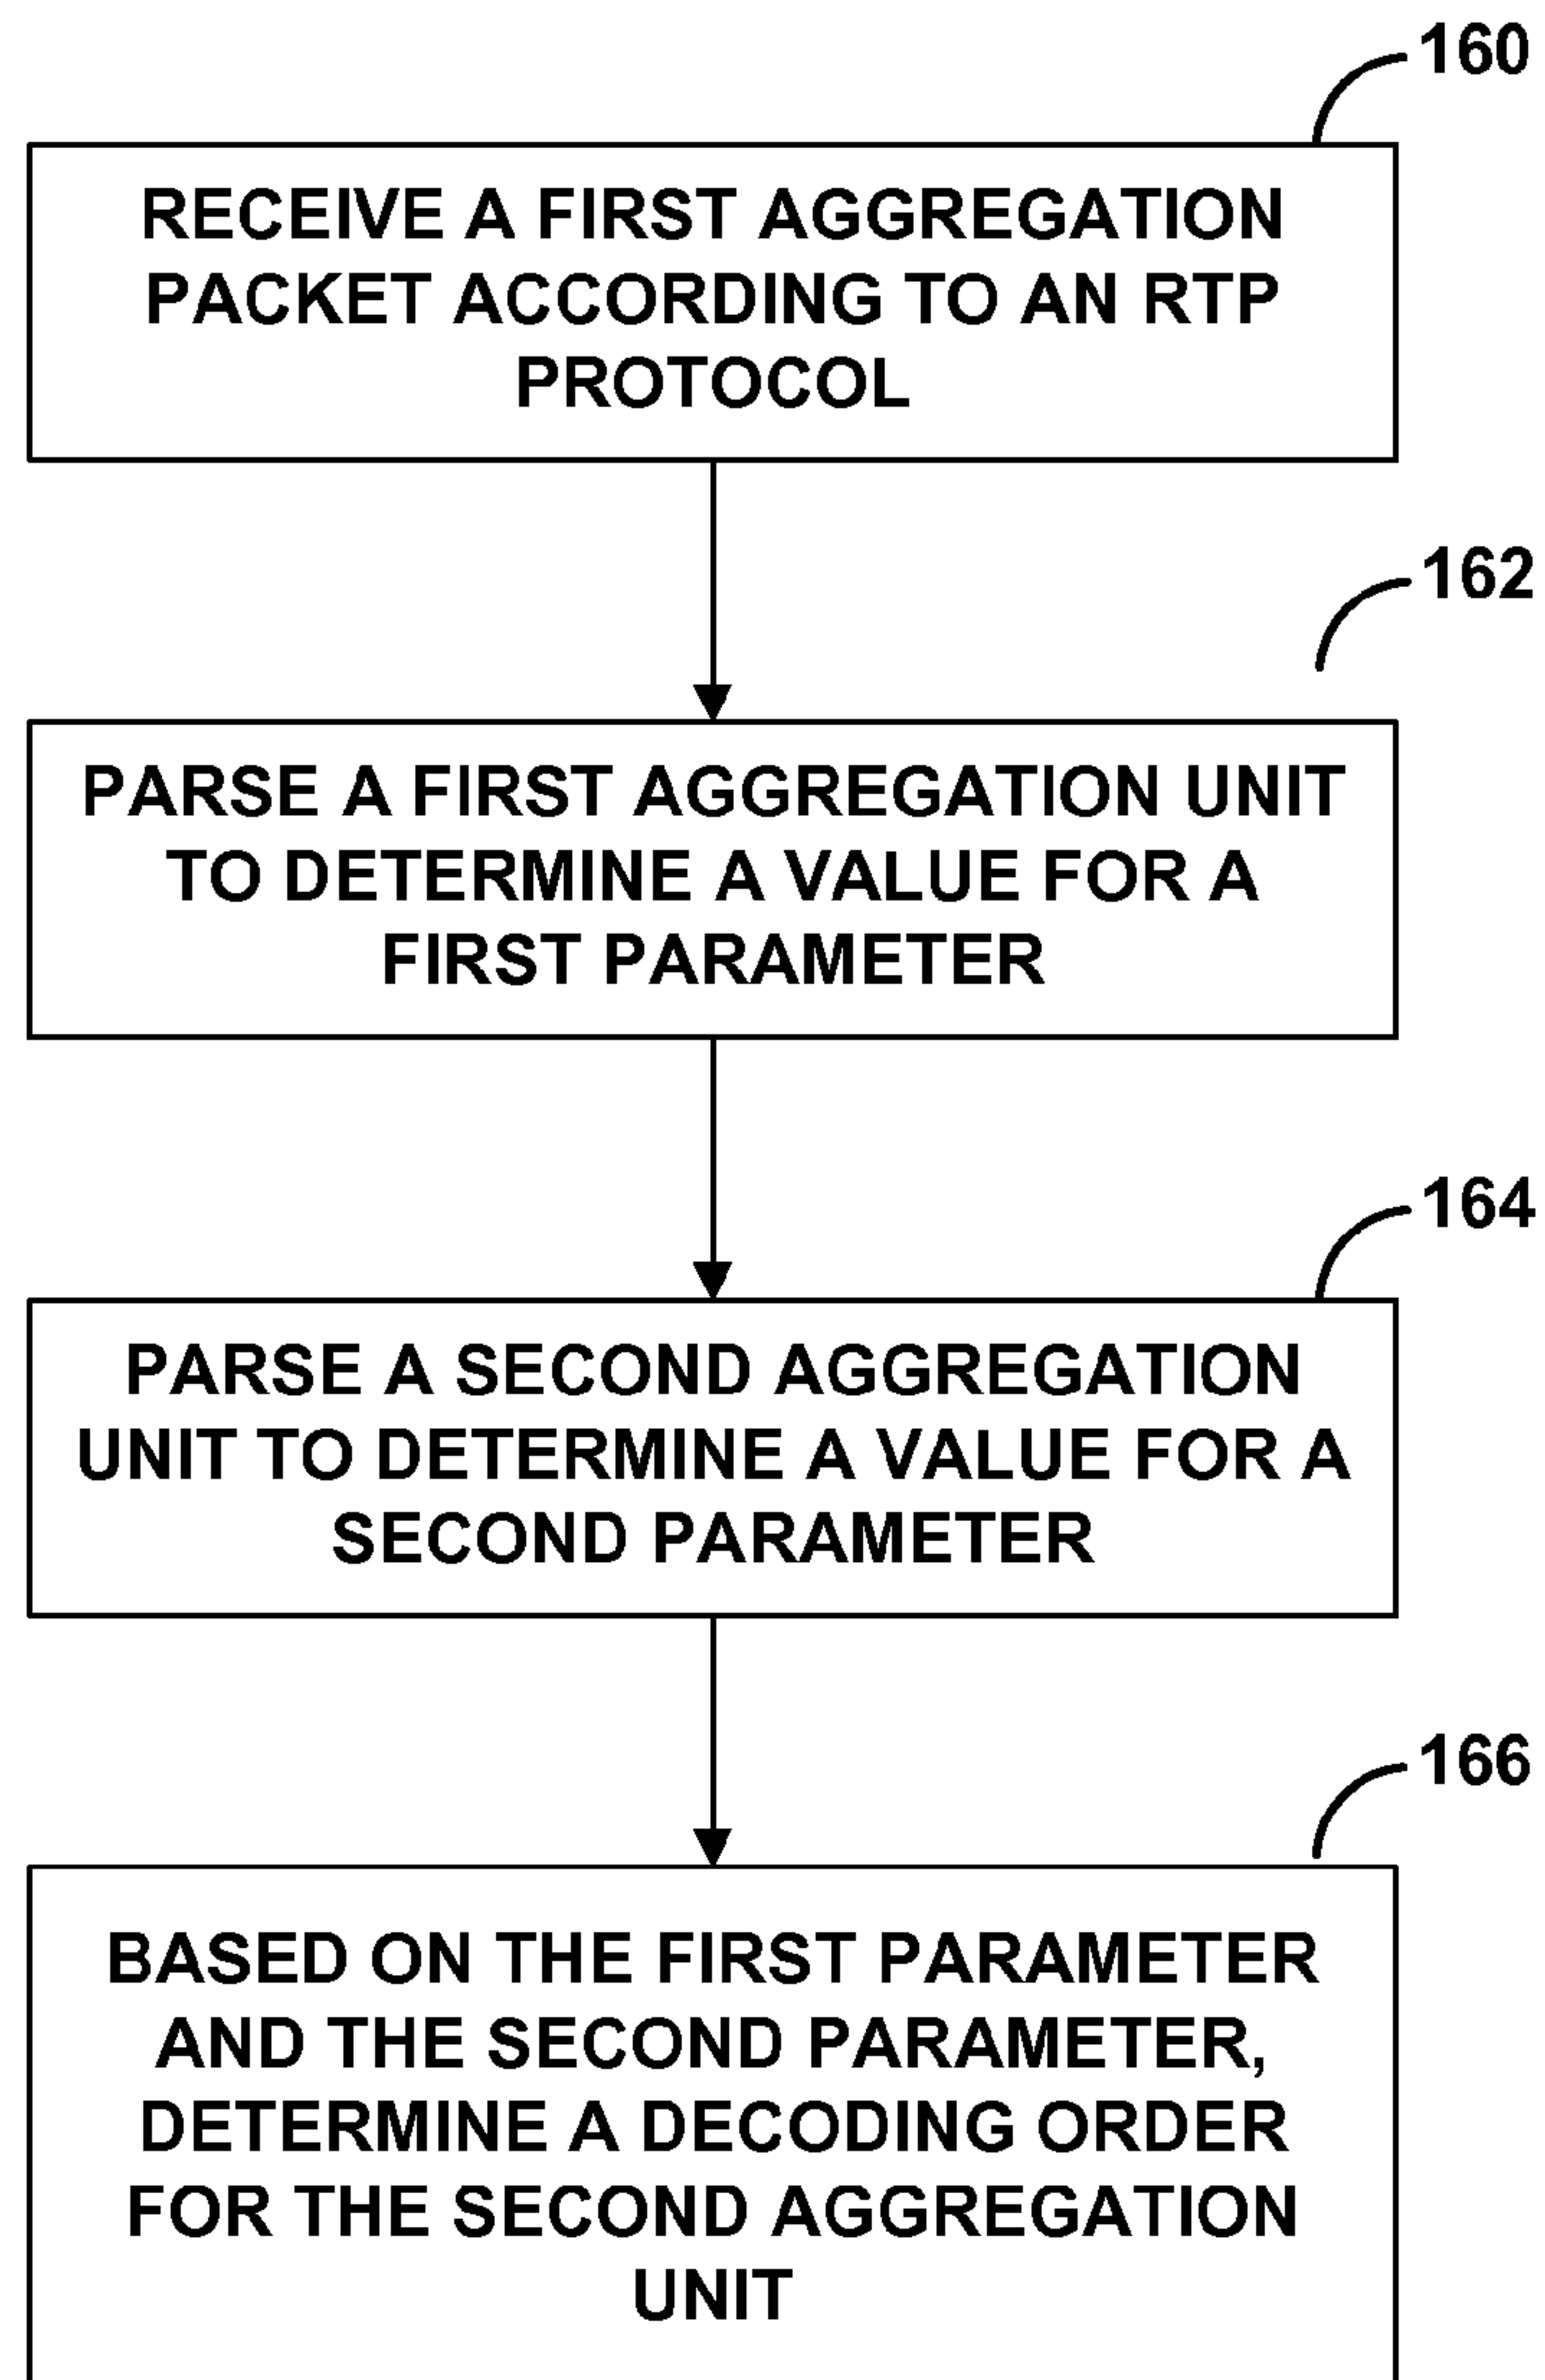 160
RECEIVE A FIRST AGGREGATION
PACKET ACCORDING TO AN RTP
PROTOCOL
162
PARSE A FIRST AGGREGATION UNIT
TO DETERMINE A VALUE FOR A
FIRST PARAMETER
164
PARSE A SECOND AGGREGATION
UNIT TO DETERMINE A VALUE FOR A
SECOND PARAMETER
166
BASED ON THE FIRST PARAMETER
AND THE SECOND PARAMETER,
DETERMINE A DECODING ORDER
FOR THE SECOND AGGREGATION
UNIT